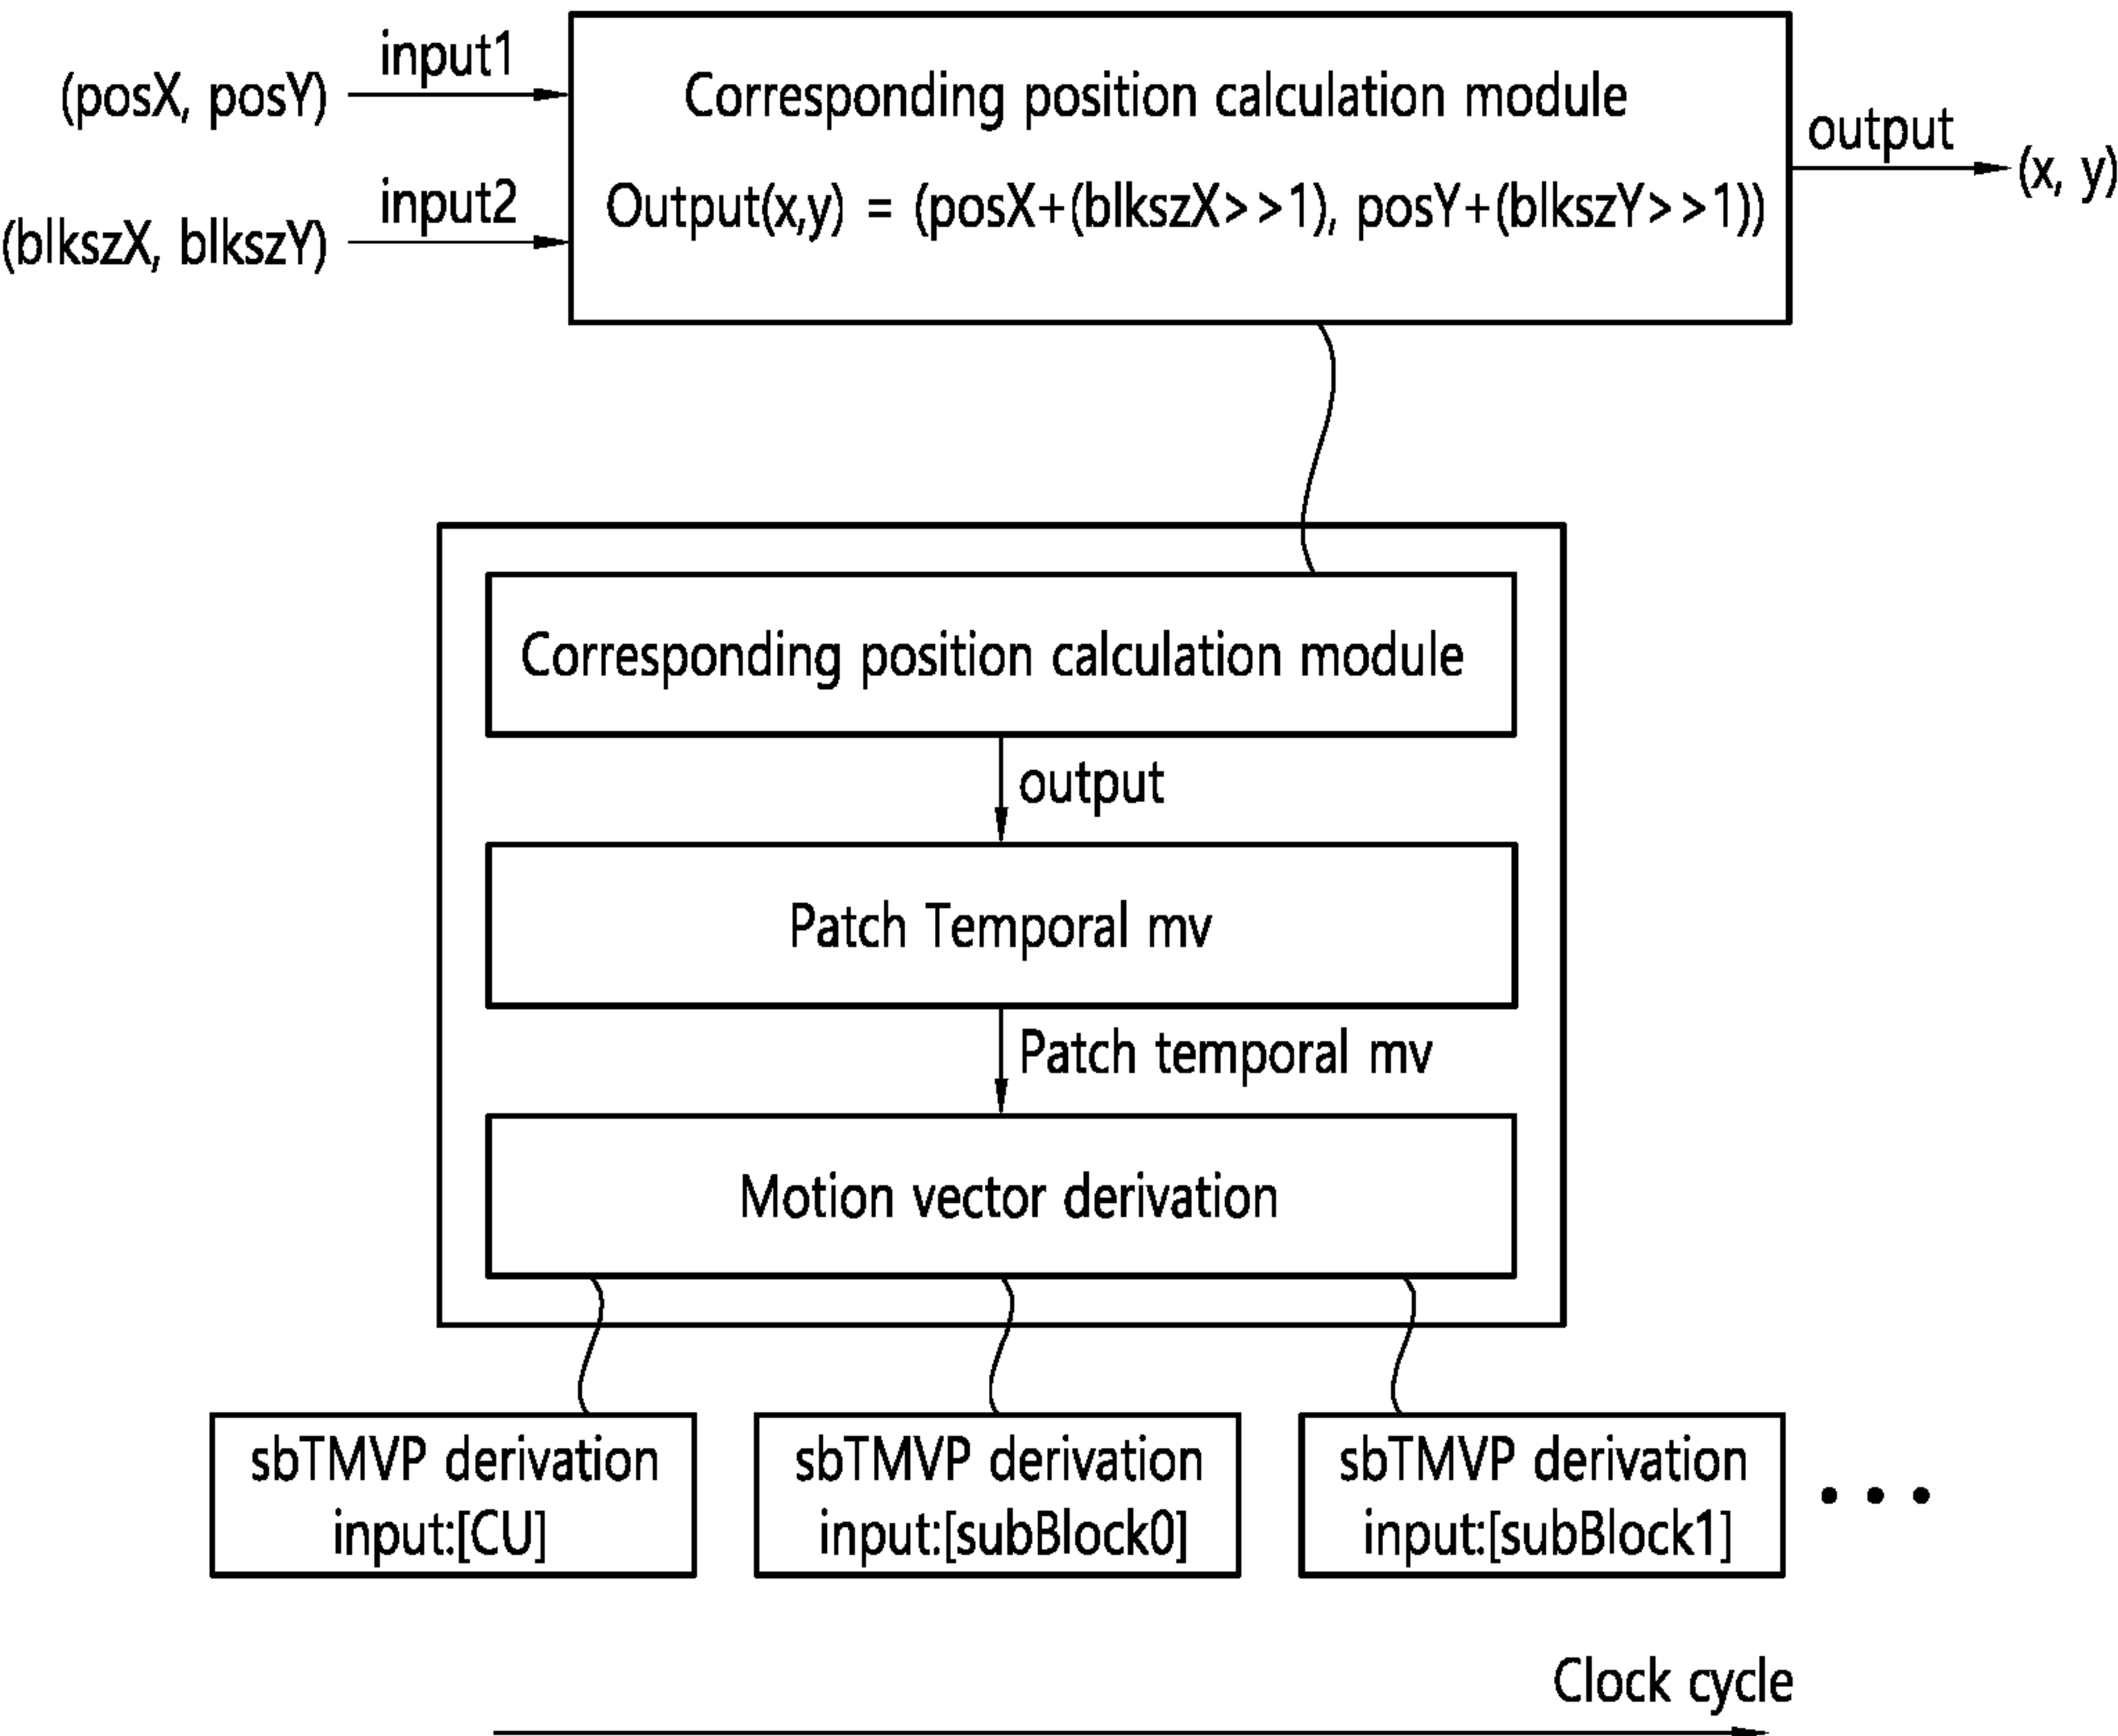 input1
(posX, posY)
input2
(blkszX, blkszY)
Corresponding position calculation module
Output(x,y) = (posX+(blkszX>>1), posY+(blkszY>>1))
output
(x, y)
Corresponding position calculation module
output
Patch Temporal mv
Patch temporal mv
Motion vector derivation
sbTMVP derivation
input:[CU]
sbTMVP derivation
input:[subBlock0]
sbTMVP derivation
input:[subBlock1]
• • •
Clock cycle